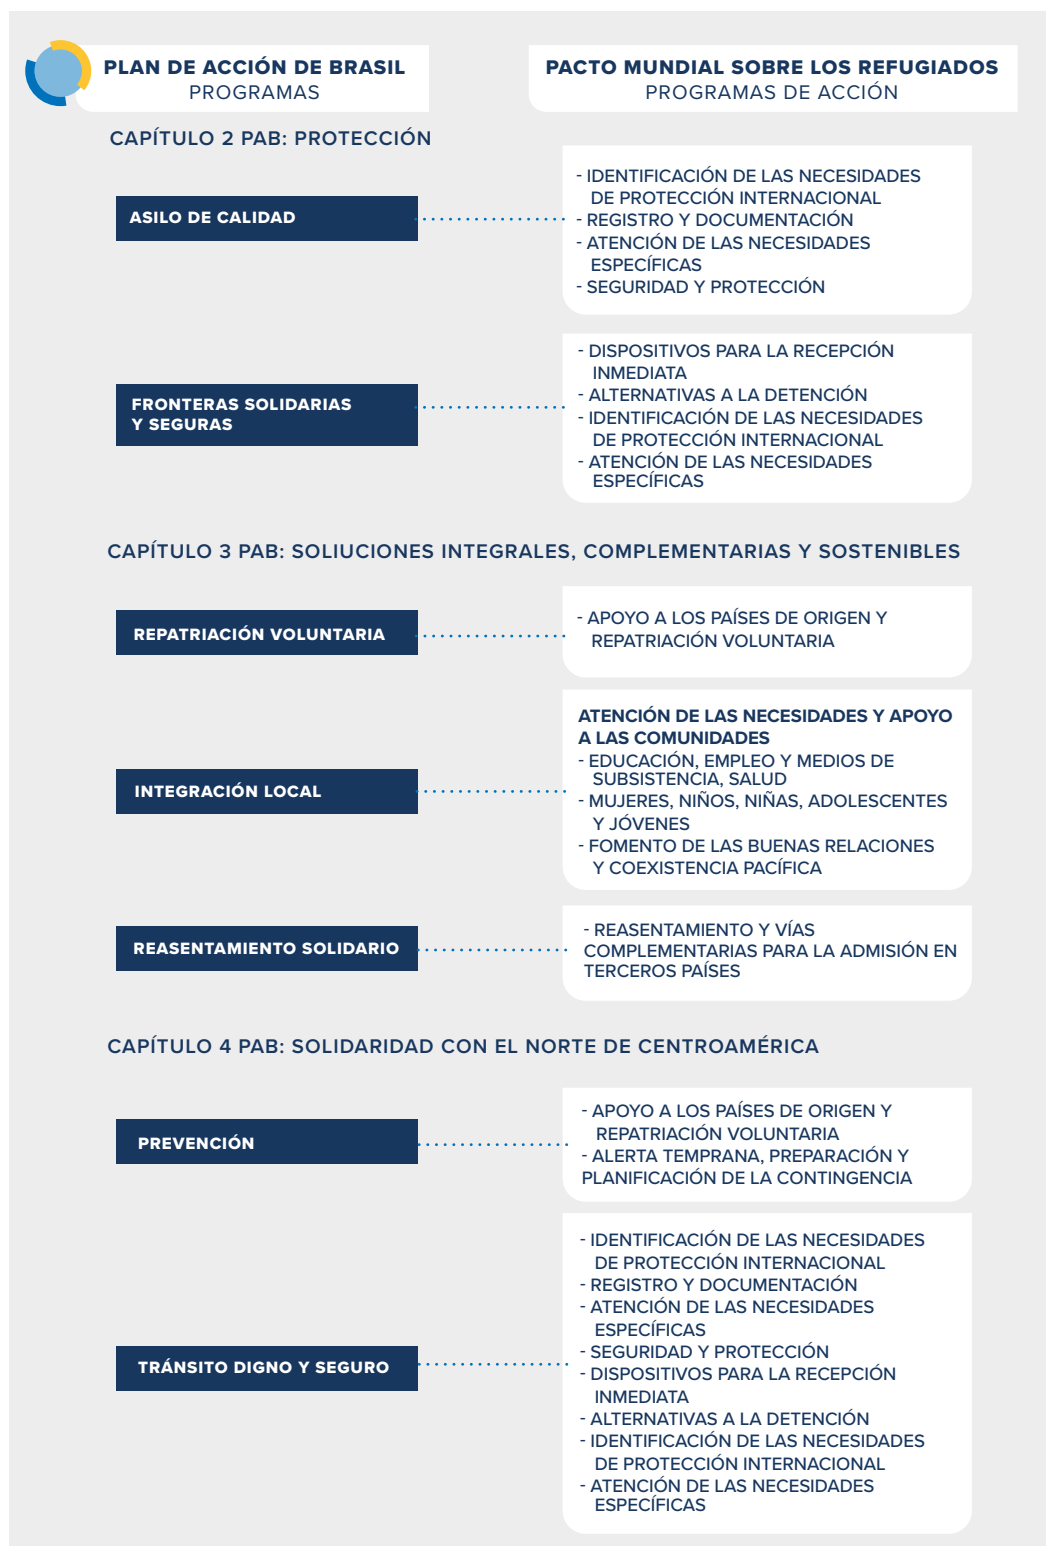 PLAN DE ACCIÓN DE BRASIL
PROGRAMAS
PACTO MUNDIAL SOBRE LOS REFUGIADOS
PROGRAMAS DE ACCIÓN
CAPÍTULO 2 PAB: PROTECCIÓN
ASILO DE CALIDAD
- IDENTIFICACIÓN DE LAS NECESIDADES
DE PROTECCIÓN INTERNACIONAL
- REGISTRO Y DOCUMENTACIÓN
- ATENCIÓN DE LAS NECESIDADES
ESPECÍFICAS
- SEGURIDAD Y PROTECCIÓN
FRONTERAS SOLIDARIAS
Y SEGURAS
- DISPOSITIVOS PARA LA RECEPCIÓN
INMEDIATA
- ALTERNATIVAS A LA DETENCIÓN
- IDENTIFICACIÓN DE LAS NECESIDADES
DE PROTECCIÓN INTERNACIONAL
- ATENCIÓN DE LAS NECESIDADES
ESPECÍFICAS
CAPÍTULO 3 PAB: SOLIUCIONES INTEGRALES, COMPLEMENTARIAS Y SOSTENIBLES
REPATRIACIÓN VOLUNTARIA
- APOYO A LOS PAÍSES DE ORIGEN Y
REPATRIACIÓN VOLUNTARIA
INTEGRACIÓN LOCAL
ATENCIÓN DE LAS NECESIDADES Y APOYO
A LAS COMUNIDADES
- EDUCACIÓN, EMPLEO Y MEDIOS DE
SUBSISTENCIA, SALUD
- MUJERES, NIÑOS, NIÑAS, ADOLESCENTES
Y JÓVENES
- FOMENTO DE LAS BUENAS RELACIONES
Y COEXISTENCIA PACÍFICA
REASENTAMIENTO SOLIDARIO
- REASENTAMIENTO Y VÍAS
COMPLEMENTARIAS PARA LA ADMISIÓN EN
TERCEROS PAÍSES
CAPÍTULO 4 PAB: SOLIDARIDAD CON EL NORTE DE CENTROAMÉRICA
PREVENCIÓN
- APOYO A LOS PAÍSES DE ORIGEN Y
REPATRIACIÓN VOLUNTARIA
- ALERTA TEMPRANA, PREPARACIÓN Y
PLANIFICACIÓN DE LA CONTINGENCIA
TRÁNSITO DIGNO Y SEGURO
- IDENTIFICACIÓN DE LAS NECESIDADES
DE PROTECCIÓN INTERNACIONAL
- REGISTRO Y DOCUMENTACIÓN
- ATENCIÓN DE LAS NECESIDADES
ESPECÍFICAS
- SEGURIDAD Y PROTECCIÓN
- DISPOSITIVOS PARA LA RECEPCIÓN
INMEDIATA
- ALTERNATIVAS A LA DETENCIÓN
- IDENTIFICACIÓN DE LAS NECESIDADES
DE PROTECCIÓN INTERNACIONAL
- ATENCIÓN DE LAS NECESIDADES
ESPECÍFICAS